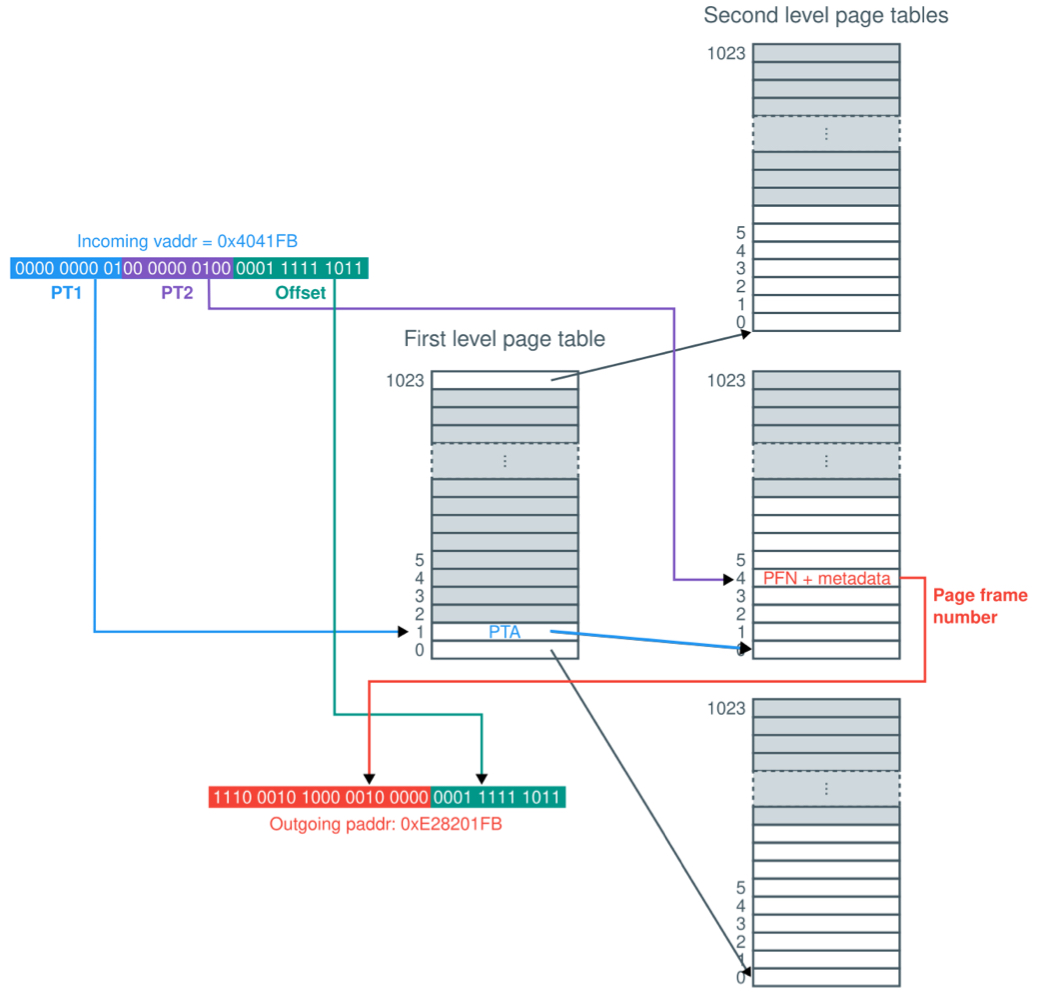 Second level page tables
1023
⋮
5
4
3
2
1
0
Incoming vaddr = 0x4041FB
0000 0000 0100 0000 0100 0001 1111 1011
PT1 PT2 Offset
First level page table
1023
⋮
5
4
3
2
1 PTA
0
1023
⋮
5
4 PFN + metadata
3
2
1
0
Page frame
number
1110 0010 1000 0010 0000 0001 1111 1011
Outgoing paddr: 0xE28201FB
1023
⋮
5
4
3
2
1
0